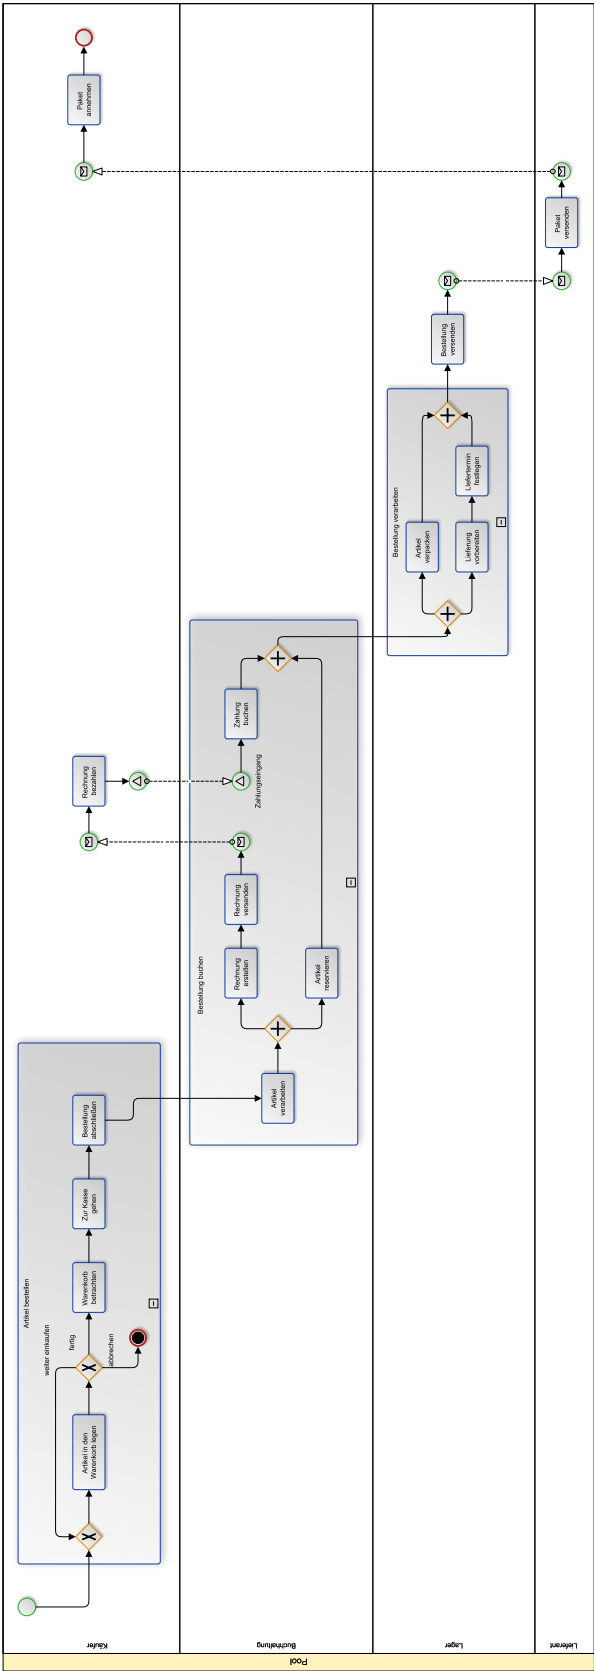 Pool
Käufer
Artikel bestellen
weiter einkaufen
Artikel in den
Warenkorb legen
fertig
abbrechen
Warenkorb
betrachten
Zur Kasse
gehen
Bestellung
abschließen
Rechnung
bezahlen
Paket
annehmen
Buchhaltung
Bestellung buchen
Artikel
verarbeiten
Rechnung
erstellen
Rechnung
versenden
Artikel
reservieren
Zahlungseingang
Zahlung
buchen
Lager
Bestellung verarbeiten
Artikel
verpacken
Lieferung
vorbereiten
Liefertermin
festlegen
Bestellung
versenden
Lieferant
Paket
versenden